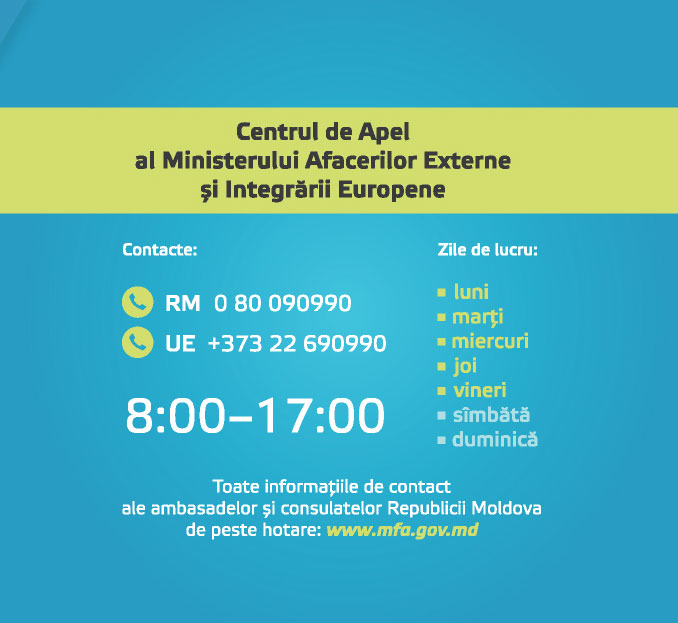 Centrul de Apel
al Ministerului Afacerilor Externe
și Integrării Europene
Contacte:
RM 0 80 090990
UE +373 22 690990
8:00–17:00
Zile de lucru:
luni
marți
miercuri
joi
vineri
sîmbătă
duminică
Toate informațiile de contact
ale ambasadelor și consulatelor Republicii Moldova
de peste hotare: www.mfa.gov.md